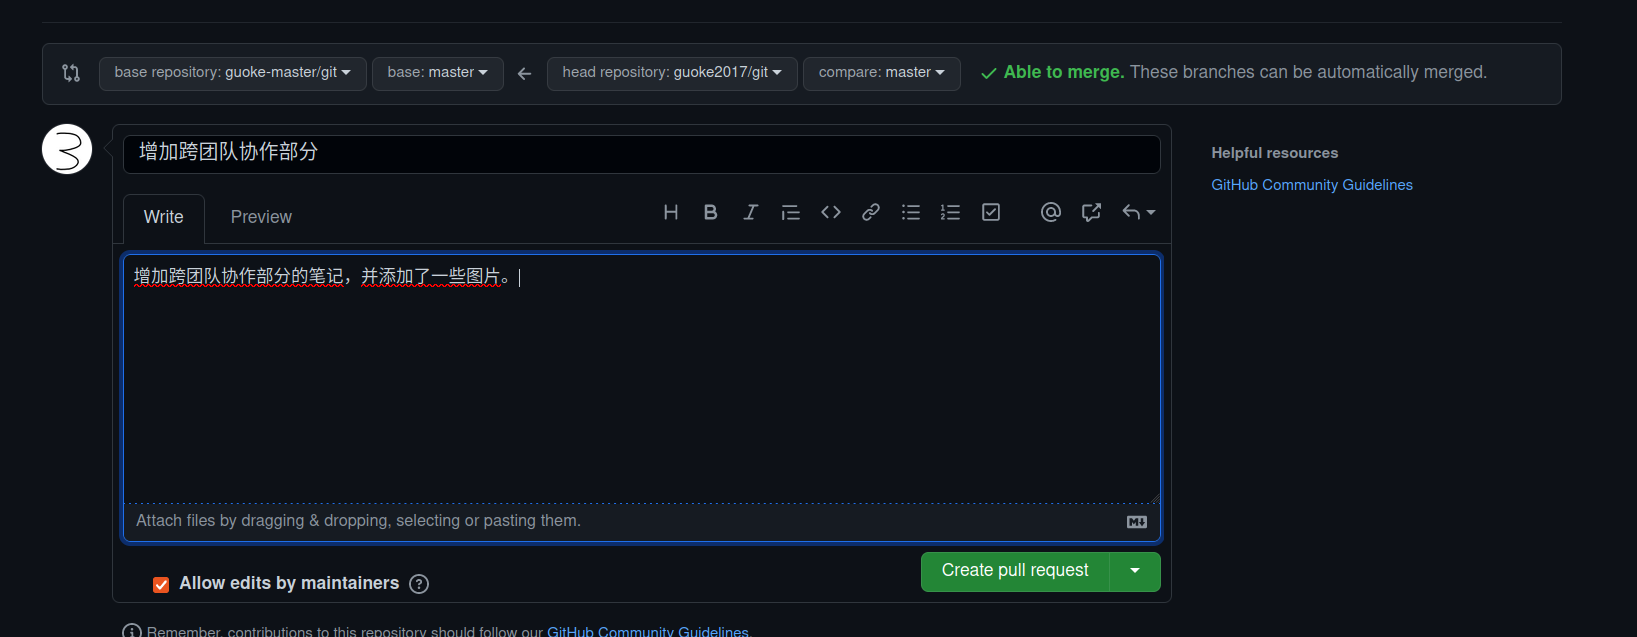 base repository: guoke-master/git base: master head repository: guoke2017/git compare: master Able to merge. These branches can be automatically merged.
增加跨团队协作部分
Helpful resources
GitHub Community Guidelines
Write Preview
增加跨团队协作部分的笔记，并添加了一些图片。
Attach files by dragging & dropping, selecting or pasting them.
Allow edits by maintainers
Create pull request
Remember, contributions to this repository should follow our GitHub Community Guidelines.